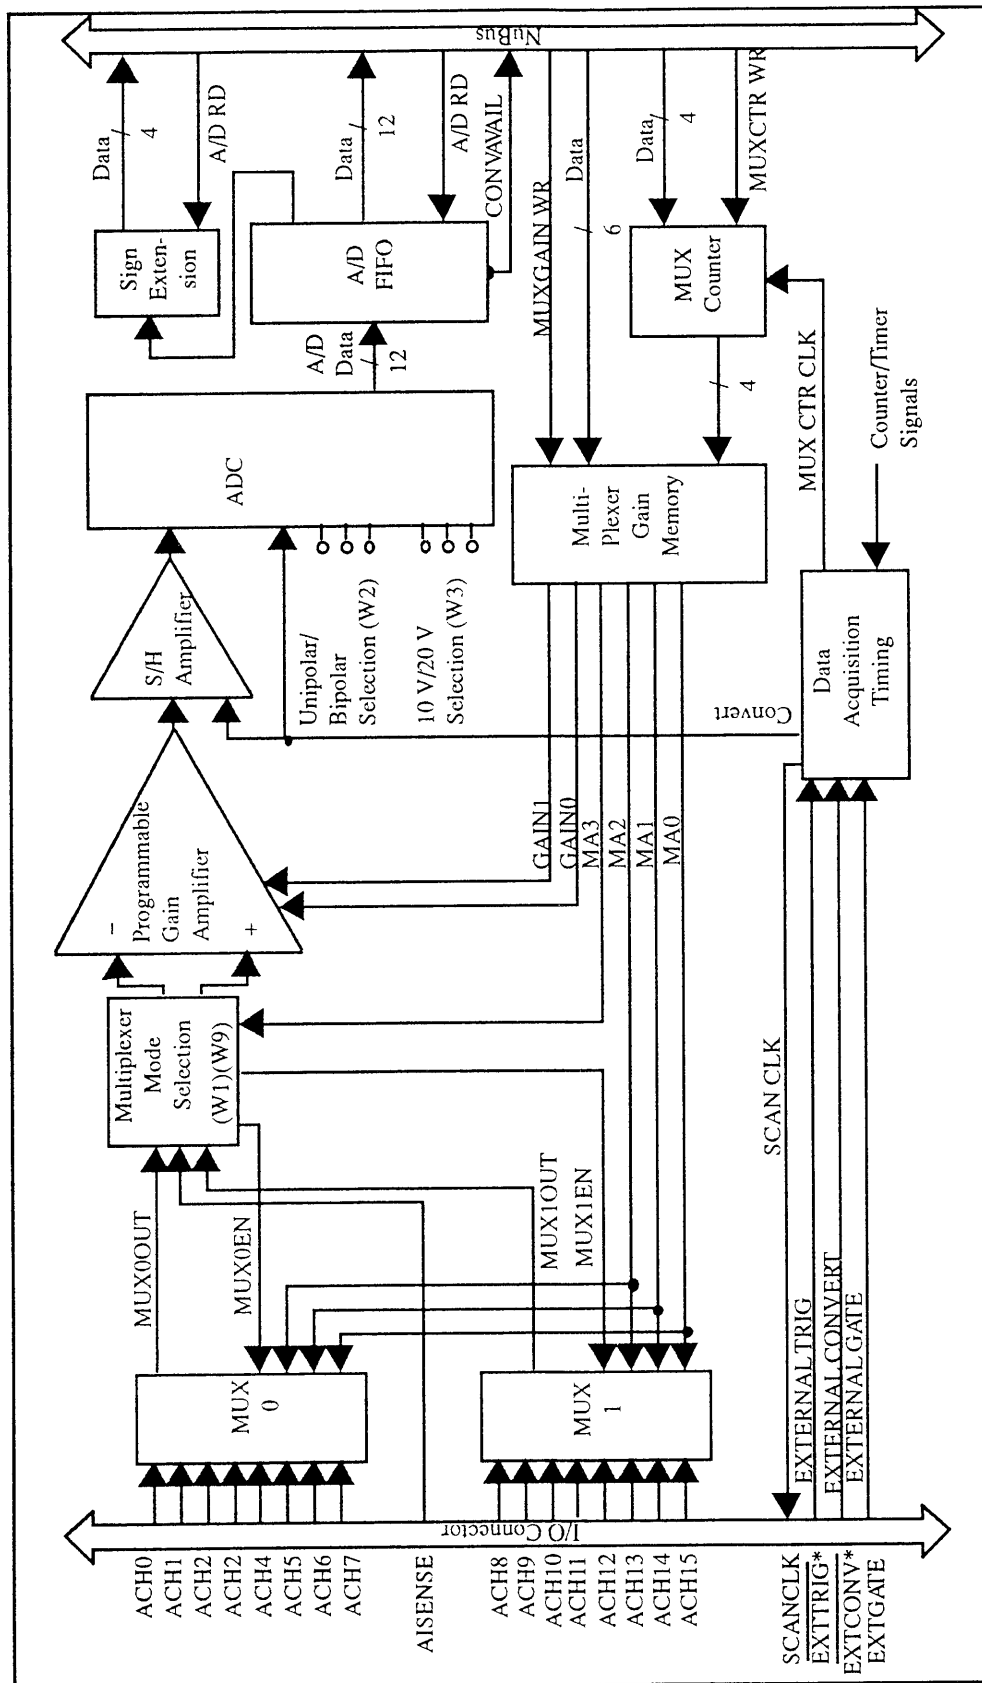 ACH0
ACH1
ACH2
ACH2
ACH4
ACH5
ACH6
ACH7
AISENSE
ACH8
ACH9
ACH10
ACH11
ACH12
ACH13
ACH14
ACH15
SCANCLK
EXTTRIG*
EXTCONV*
EXTGATE
I/O Connector
MUX
0
MUX
1
MUX0OUT
MUX0EN
MUX1OUT
MUX1EN
SCAN CLK
EXTERNAL TRIG
EXTERNAL CONVERT
EXTERNAL GATE
Multiplexer
Mode
Selection
(W1)(W9)
−
Programmable
Gain
Amplifier
+
GAIN1
GAIN0
MA3
MA2
MA1
MA0
S/H
Amplifier
Unipolar/
Bipolar
Selection (W2)
10 V/20 V
Selection (W3)
Convert
Data
Acquisition
Timing
ADC
Multi-
Plexer
Gain
Memory
MUX CTR CLK
Counter/Timer
Signals
A/D
Data
12
4
Sign
Exten-
sion
A/D
FIFO
MUX
Counter
Data
4
A/D RD
Data
12
A/D RD
CONVAVAIL
MUXGAIN WR
Data
6
Data
4
MUXCTR WR
NuBus